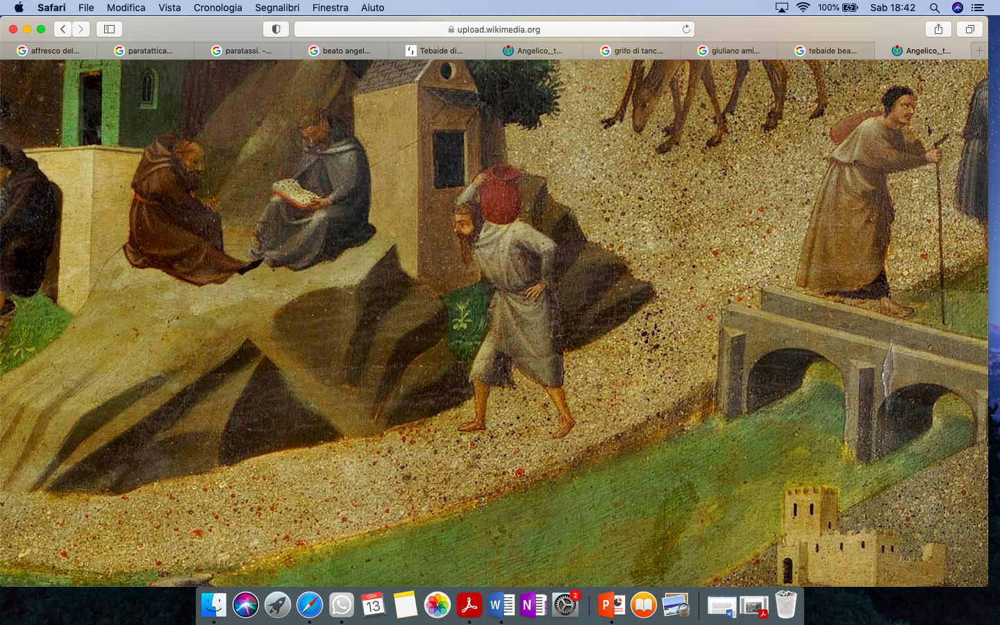 Safari File Modifica Vista Cronologia Segnalibri Finestra Aiuto 100% Sab 18:42
upload.wikimedia.org
affresco del... paratattica... paratassi. -... beato angel... Tebaide di... Angelico,_t... grifo di tanc... giuliano ami... tebaide bea... Angelico,_t...
GEN
13
2
W
N
P